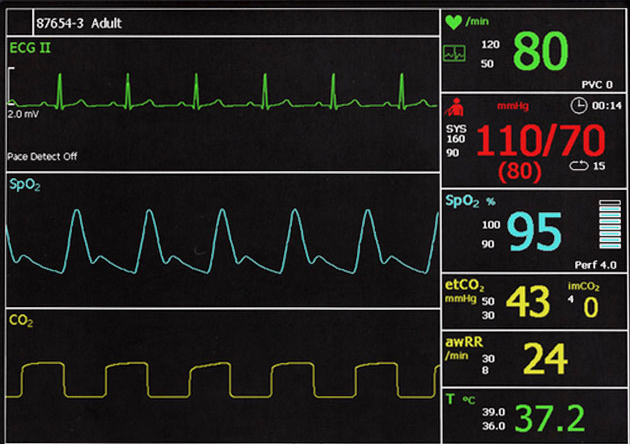 87654-3 Adult
ECG II
2.0 mV
Pace Detect Off
SpO₂
CO₂
/min
120
50
80
PVC 0
mmHg
00:14
SYS
160
90
110/70
(80)
15
SpO₂ %
100
90
95
Perf 4.0
etCO₂
mmHg
50
30
43
imCO₂
4
0
awRR
/min
30
8
24
T °C
39.0
36.0
37.2